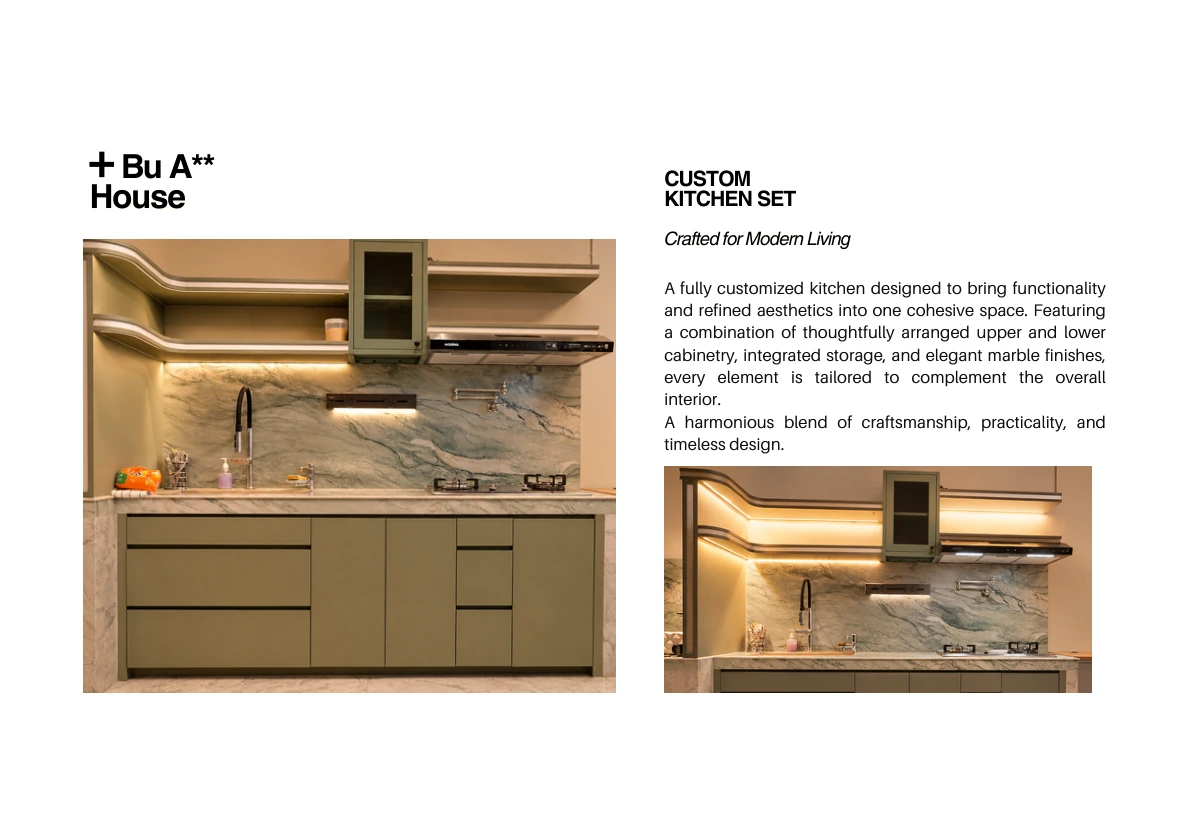 + Bu A**
House
CUSTOM
KITCHEN SET
Crafted for Modern Living
A fully customized kitchen designed to bring functionality
and refined aesthetics into one cohesive space. Featuring
a combination of thoughtfully arranged upper and lower
cabinetry, integrated storage, and elegant marble finishes,
every element is tailored to complement the overall
interior.
A harmonious blend of craftsmanship, practicality, and
timeless design.